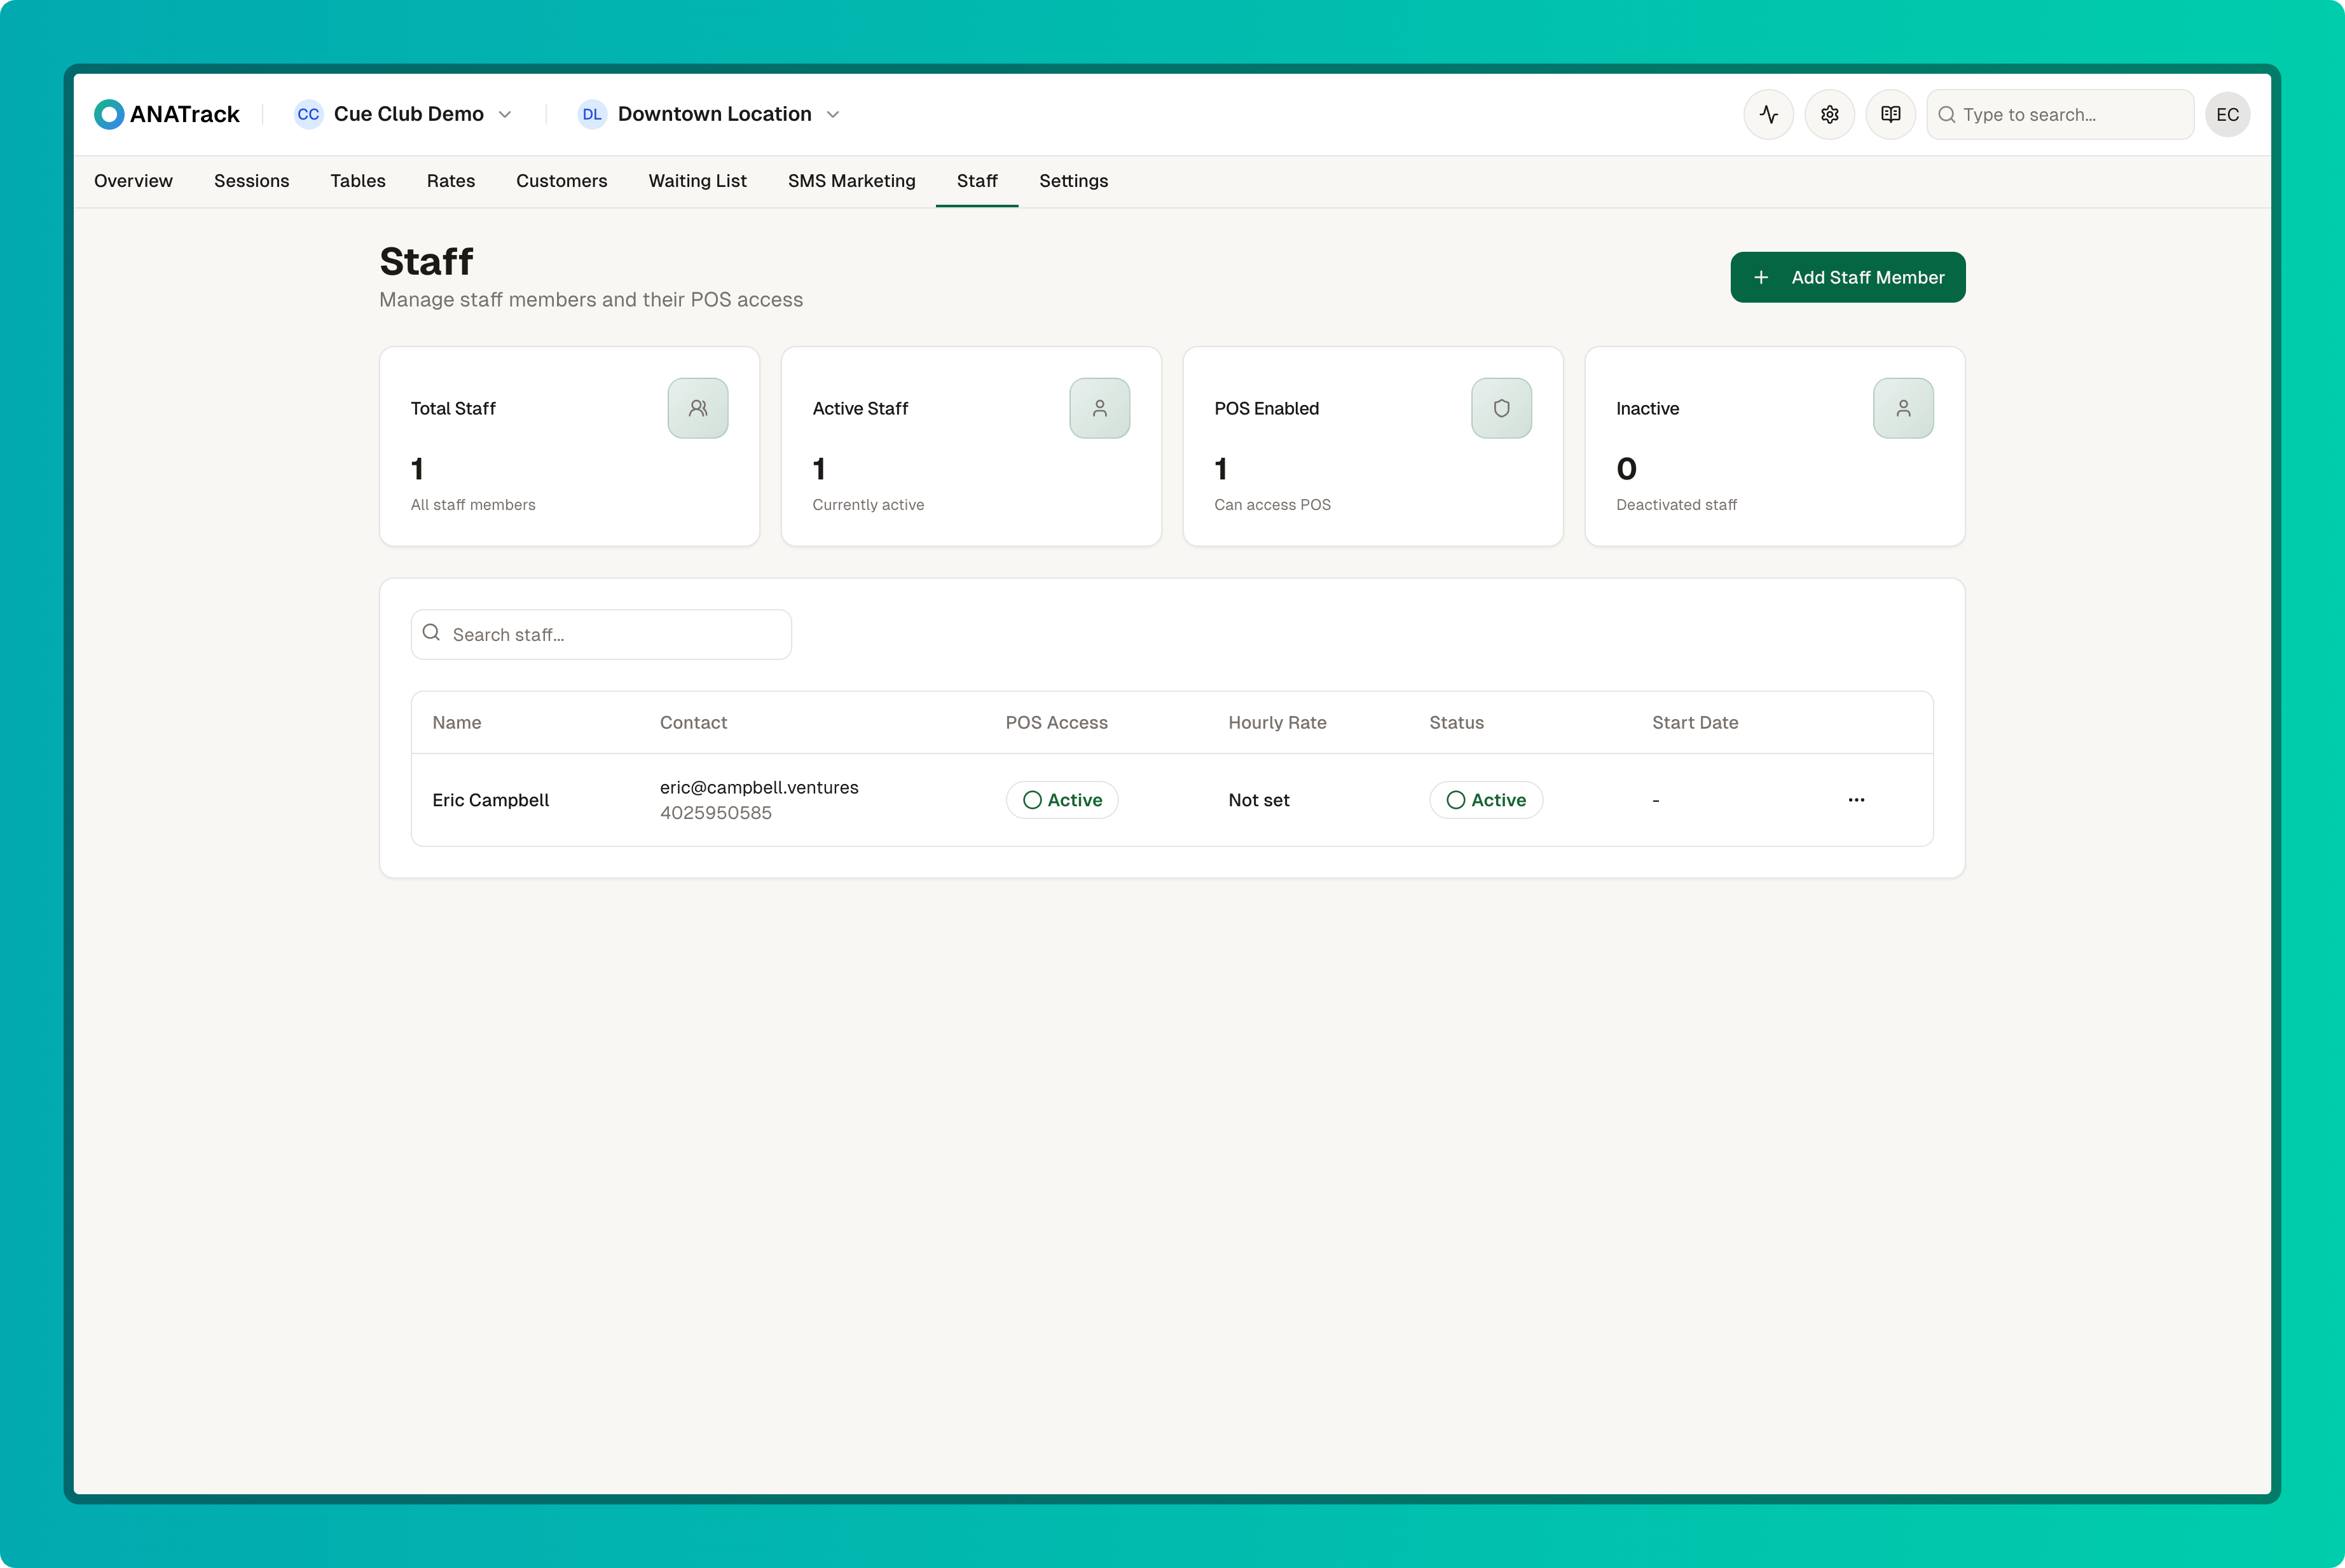 ANATrack
CC Cue Club Demo
DL Downtown Location
Type to search...
EC
Overview Sessions Tables Rates Customers Waiting List SMS Marketing Staff Settings
Staff
Manage staff members and their POS access
Add Staff Member
Total Staff
1
All staff members
Active Staff
1
Currently active
POS Enabled
1
Can access POS
Inactive
0
Deactivated staff
Search staff...
Name Contact POS Access Hourly Rate Status Start Date
Eric Campbell eric@campbell.ventures Active Not set Active -
4025950585